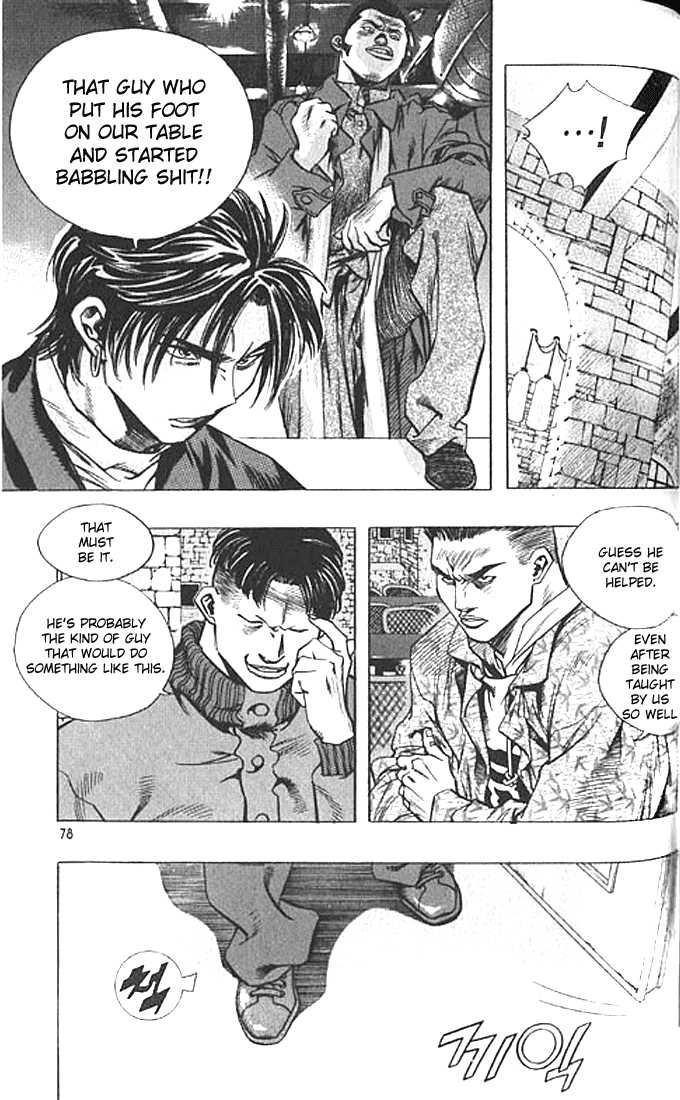 ...!
THAT GUY WHO
PUT HIS FOOT
ON OUR TABLE
AND STARTED
BABBLING SHIT!!
GUESS HE
CAN'T BE
HELPED.
EVEN
AFTER
BEING
TAUGHT
BY US
SO WELL
THAT
MUST
BE IT.
HE'S PROBABLY
THE KIND OF GUY
THAT WOULD DO
SOMETHING LIKE THIS.
78
끼익